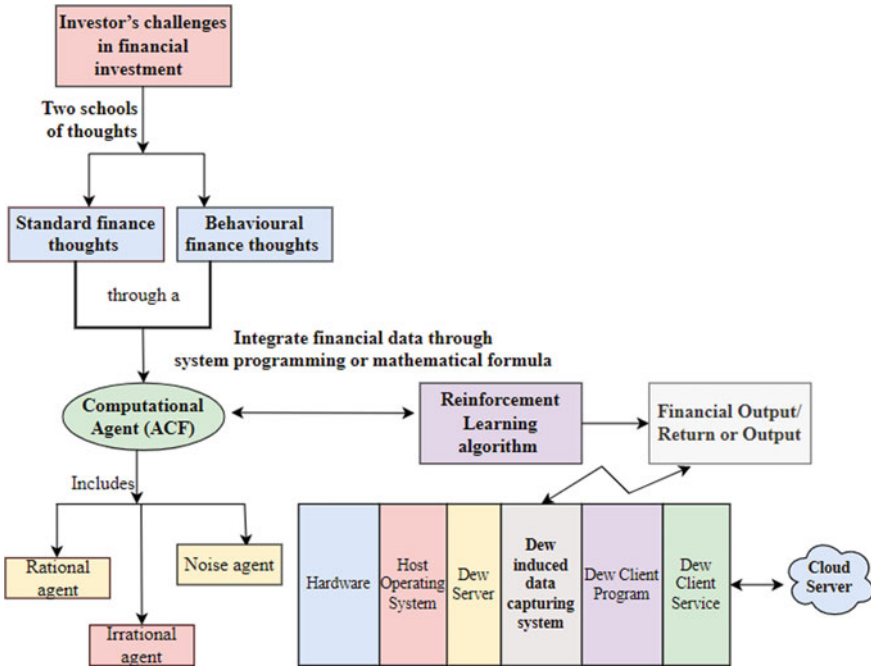 Investor's challenges
in financial
investment
Two schools
of thoughts
Standard finance
thoughts
Behavioural
finance thoughts
through a
Integrate financial data through
system programming or mathematical formula
Computational
Agent (ACF)
Reinforcement
Learning
algorithm
Financial Output/
Return or Output
Includes
Rational
agent
Noise agent
Irrational
agent
Hardware
Host
Operating
System
Dew
Server
Dew
induced
data
capturing
system
Dew Client
Program
Dew
Client
Service
Cloud
Server